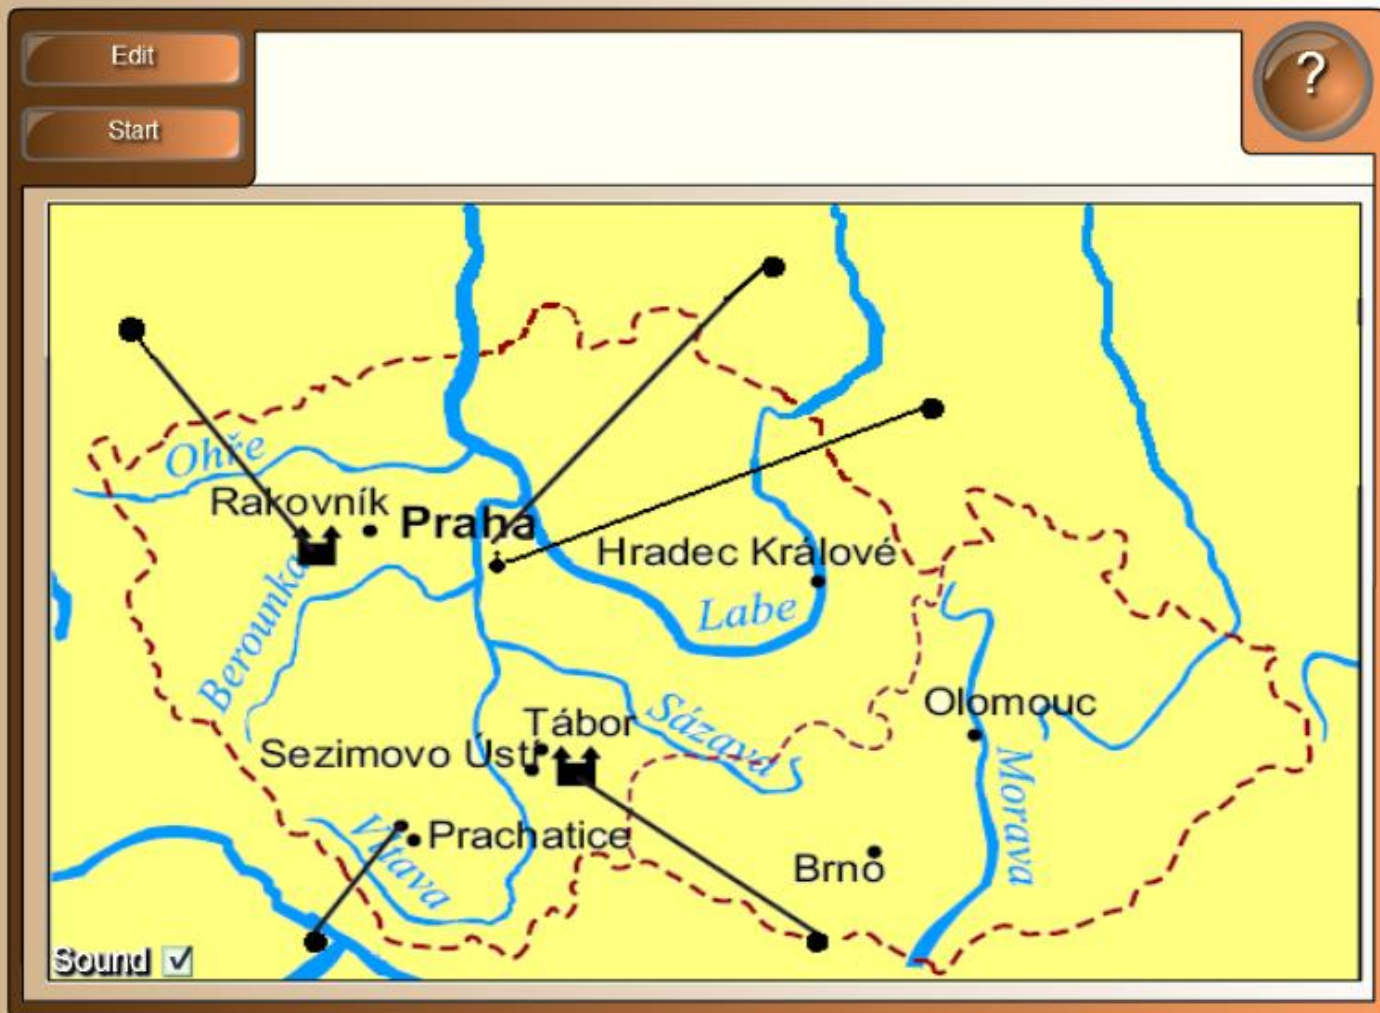 Edit
?
Start
Ohře
Rakovník
Praha
Hradec Králové
Berounka
Labe
Olomouc
Sázava
Tábor
Sezimovo Ústí
Morava
Vltava
Prachatice
Brno
Sound